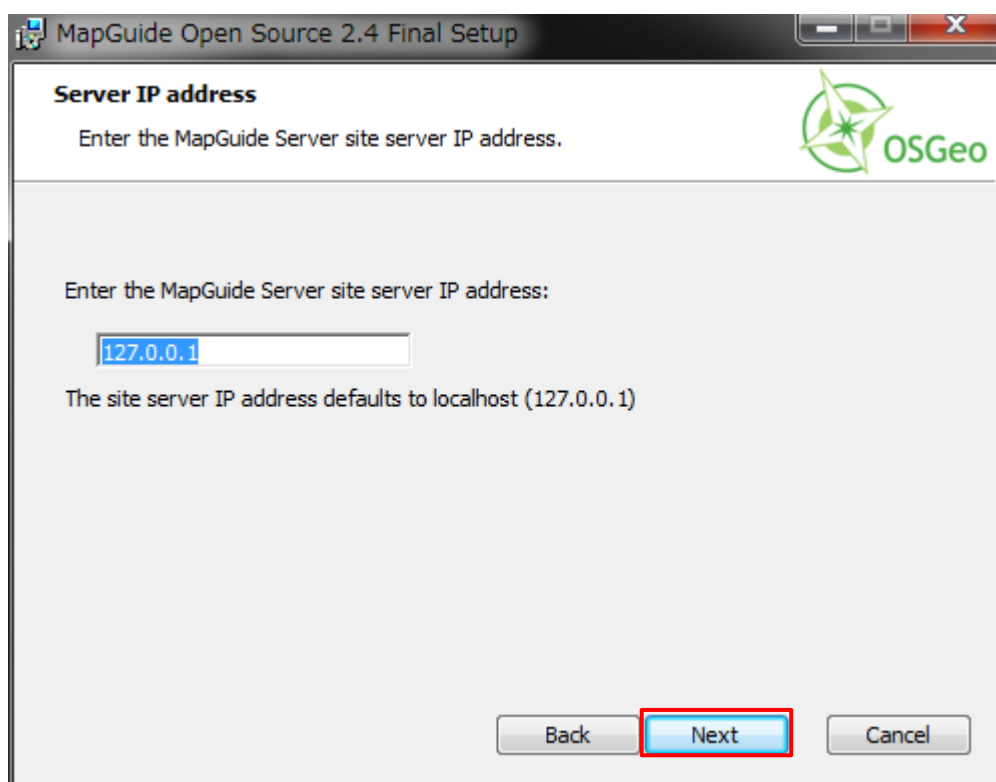 MapGuide Open Source 2.4 Final Setup
Server IP address
Enter the MapGuide Server site server IP address.
OSGeo
Enter the MapGuide Server site server IP address:
127.0.0.1
The site server IP address defaults to localhost (127.0.0.1)
Back Next Cancel